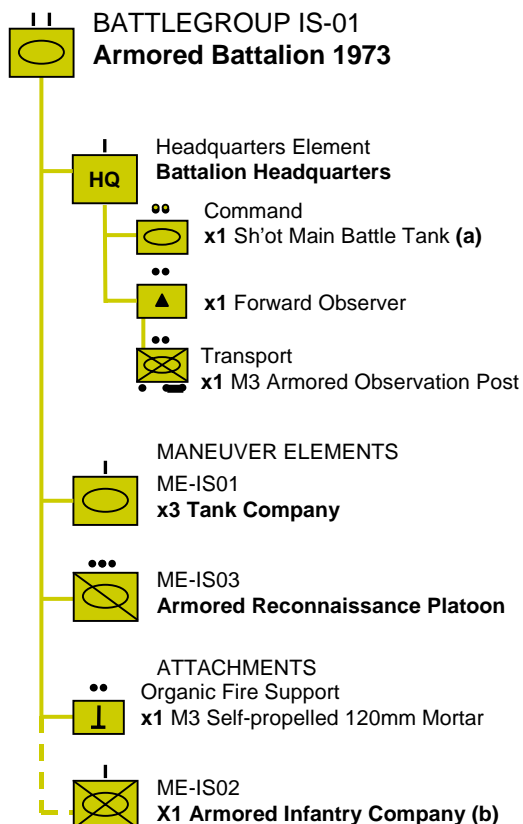 BATTLEGROUP IS-01
Armored Battalion 1973
Headquarters Element
Battalion Headquarters
HQ
Command
x1 Sh'ot Main Battle Tank (a)
x1 Forward Observer
Transport
x1 M3 Armored Observation Post
MANEUVER ELEMENTS
ME-IS01
x3 Tank Company
ME-IS03
Armored Reconnaissance Platoon
ATTACHMENTS
Organic Fire Support
x1 M3 Self-propelled 120mm Mortar
ME-IS02
X1 Armored Infantry Company (b)